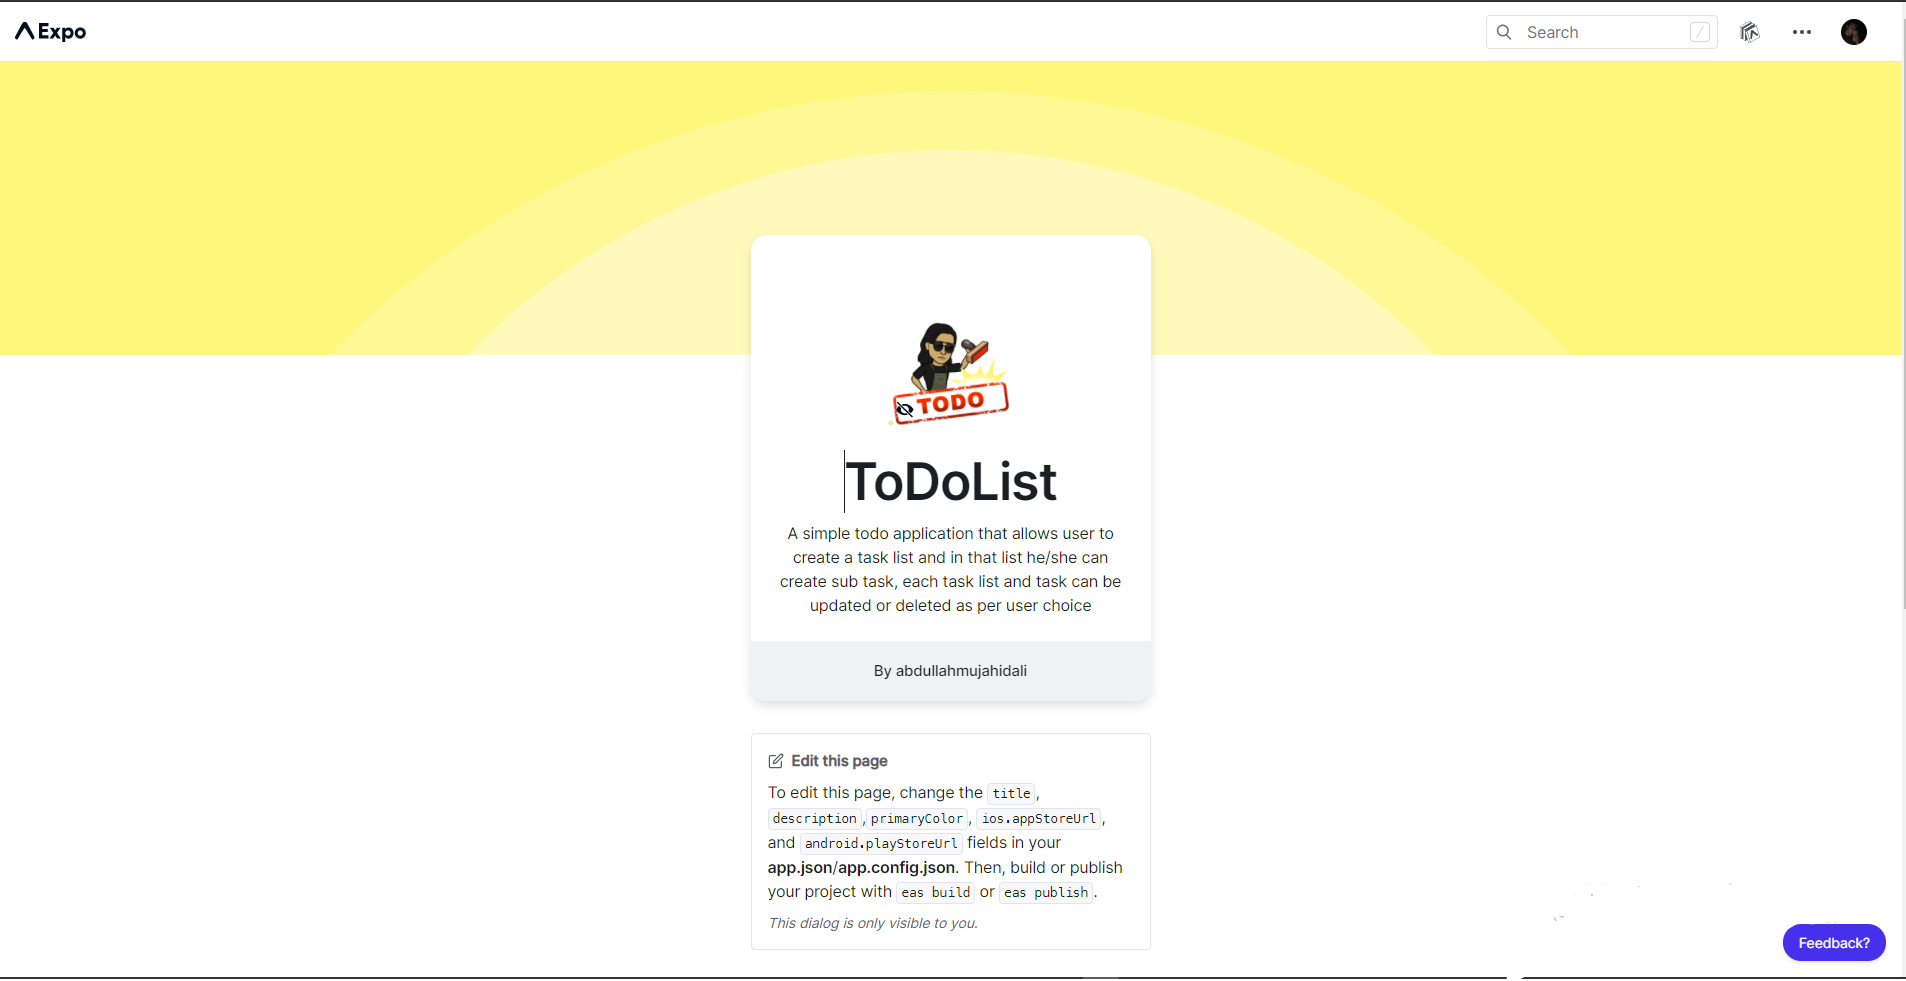 Expo
Search /
TODO
ToDoList
A simple todo application that allows user to
create a task list and in that list he/she can
create sub task, each task list and task can be
updated or deleted as per user choice
By abdullahmujahidali
Edit this page
To edit this page, change the title,
description, primaryColor, ios.appStoreUrl,
and android.playStoreUrl fields in your
app.json/app.config.json. Then, build or publish
your project with eas build or eas publish.
This dialog is only visible to you.
Feedback?